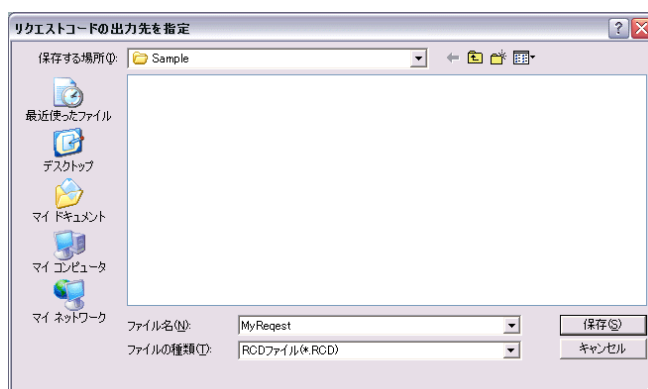 リクエストコードの出力先を指定
保存する場所(I):
Sample
最近使ったファイル
デスクトップ
マイ ドキュメント
マイ コンピュータ
マイ ネットワーク
ファイル名(N):
MyReqest
保存(S)
ファイルの種類(T):
RCDファイル(*.RCD)
キャンセル